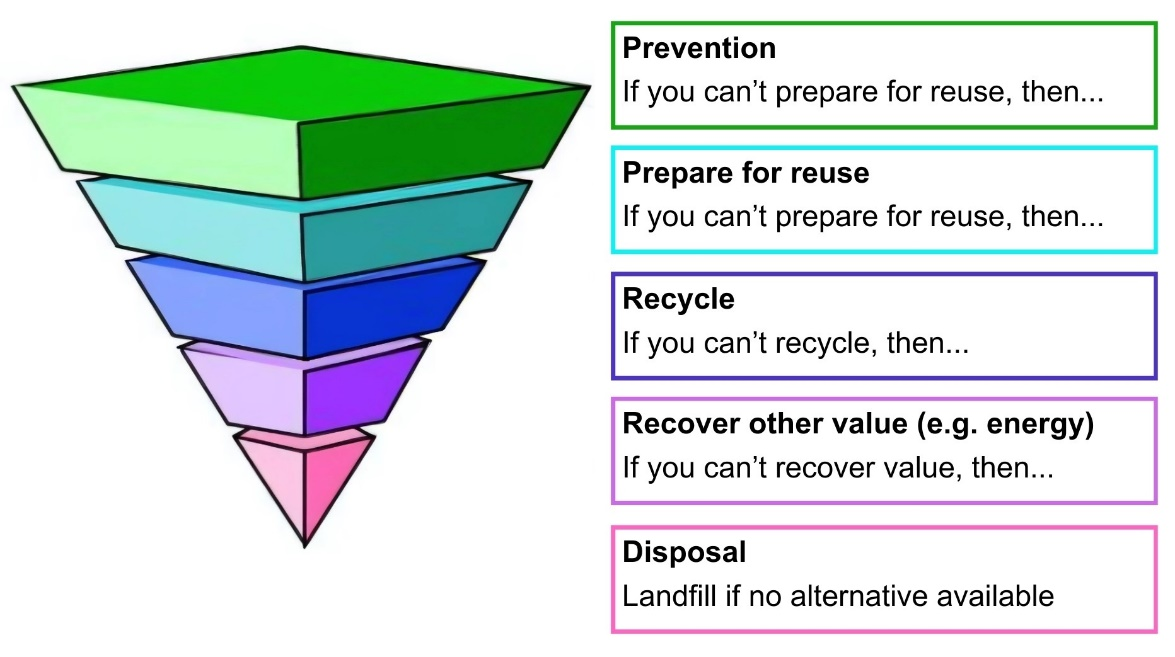 Prevention
If you can’t prepare for reuse, then...
Prepare for reuse
If you can’t prepare for reuse, then...
Recycle
If you can’t recycle, then...
Recover other value (e.g. energy)
If you can’t recover value, then...
Disposal
Landfill if no alternative available